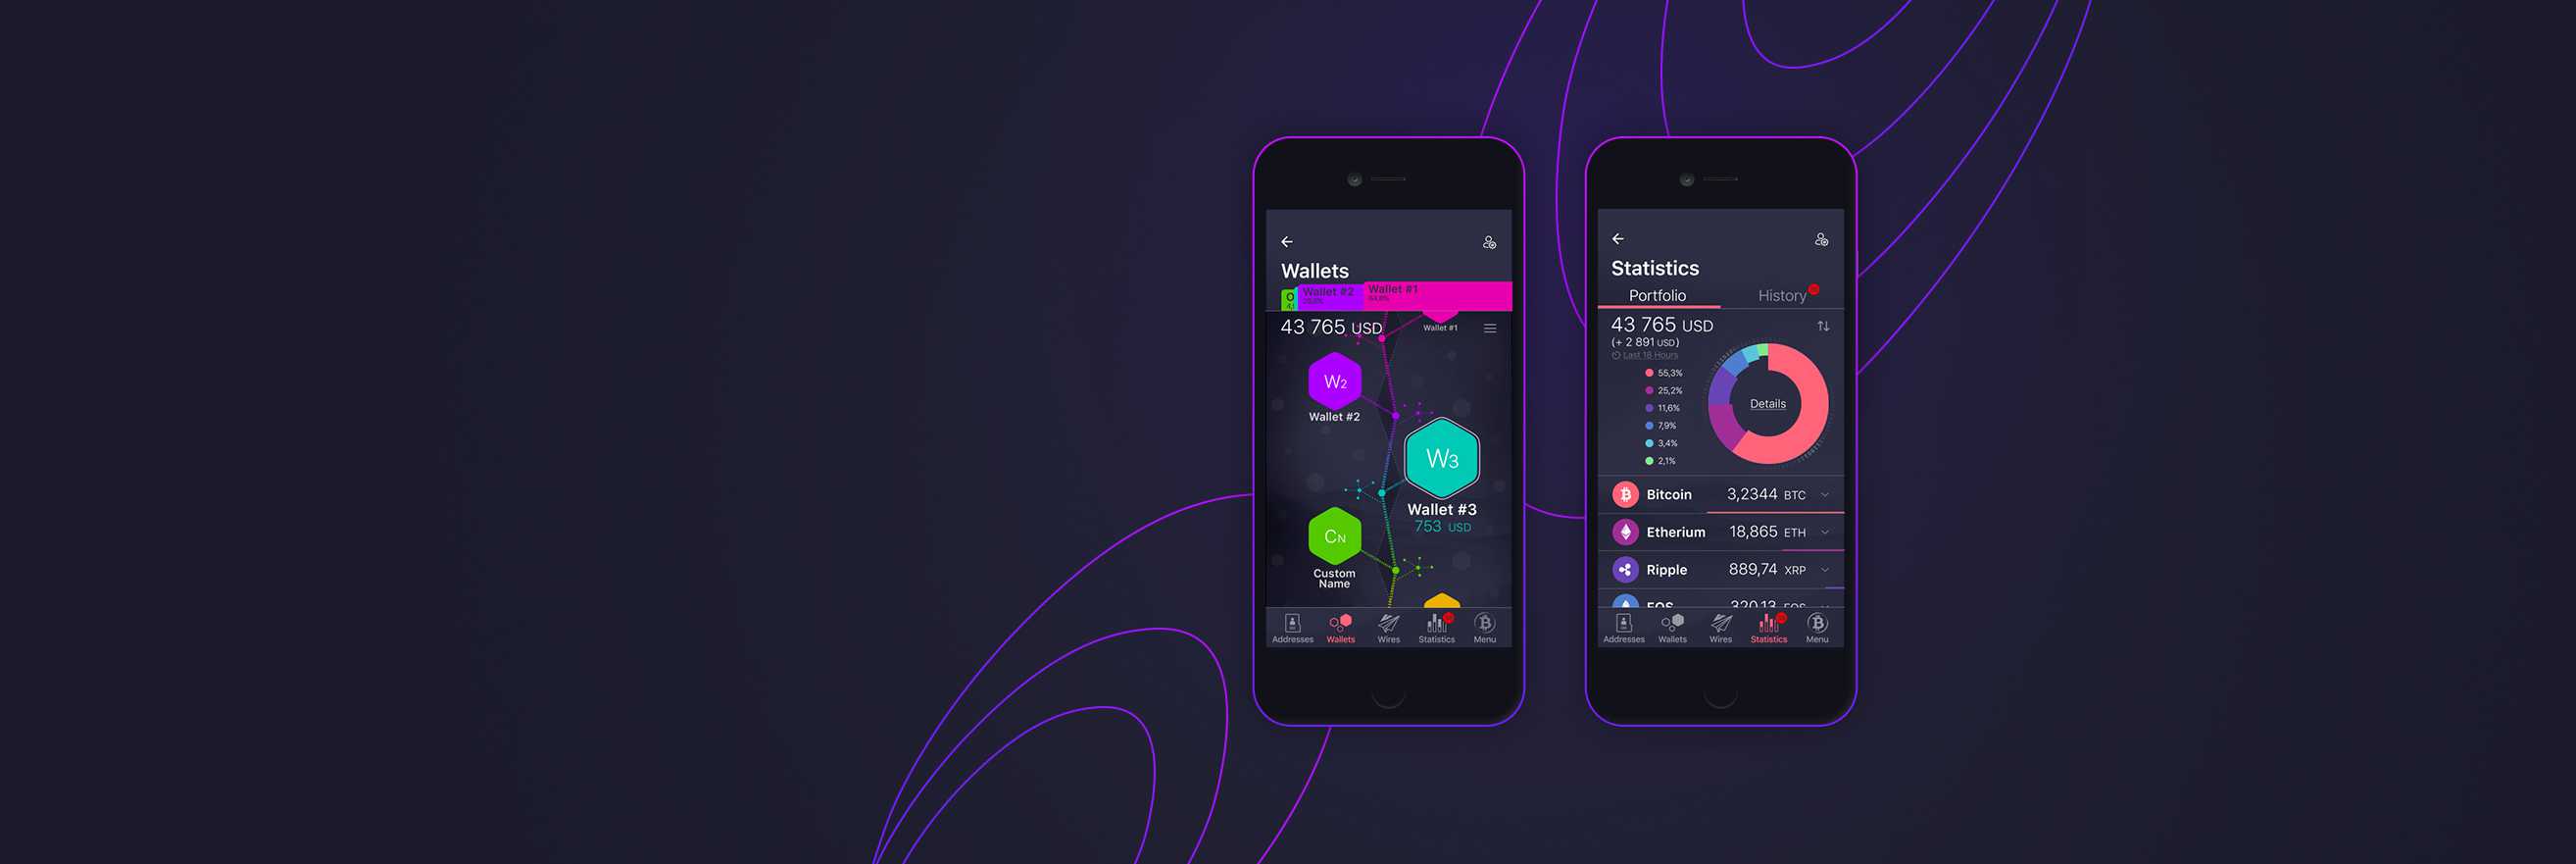 Wallets
Wallet #2
Wallet #1
43 765 USD
Wallet #1
W2
Wallet #2
W3
Wallet #3
753 USD
CN
Custom
Name
Addresses
Wallets
Wires
Statistics
Menu
Statistics
Portfolio
History
43 765 USD
(+ 2 891 USD)
Last 18 Hours
55,3%
25,2%
11,6%
7,9%
3,4%
2,1%
Details
Bitcoin 3,2344 BTC
Etherium 18,865 ETH
Ripple 889,74 XRP
EOS 320,13 EOS
Addresses
Wallets
Wires
Statistics
Menu